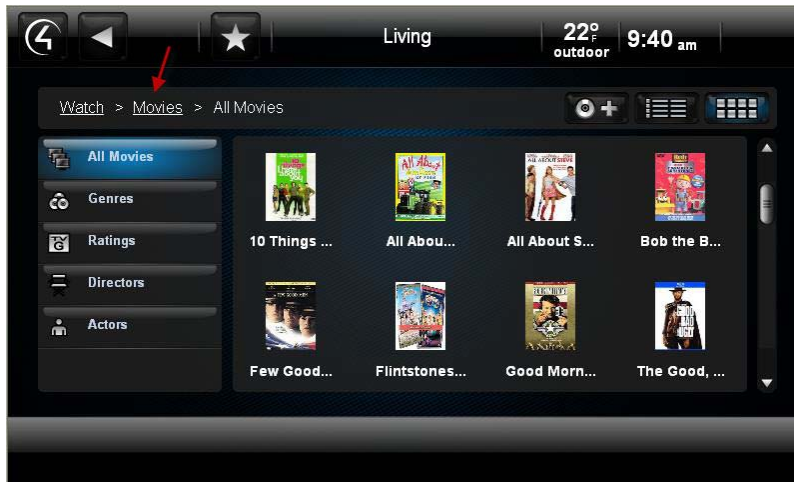 Living
22°F
outdoor
9:40 am
Watch > Movies > All Movies
All Movies
Genres
Ratings
Directors
Actors
10 Things ...
All Abou...
All About S...
Bob the B...
Few Good...
Flintstones...
Good Morn...
The Good, ...